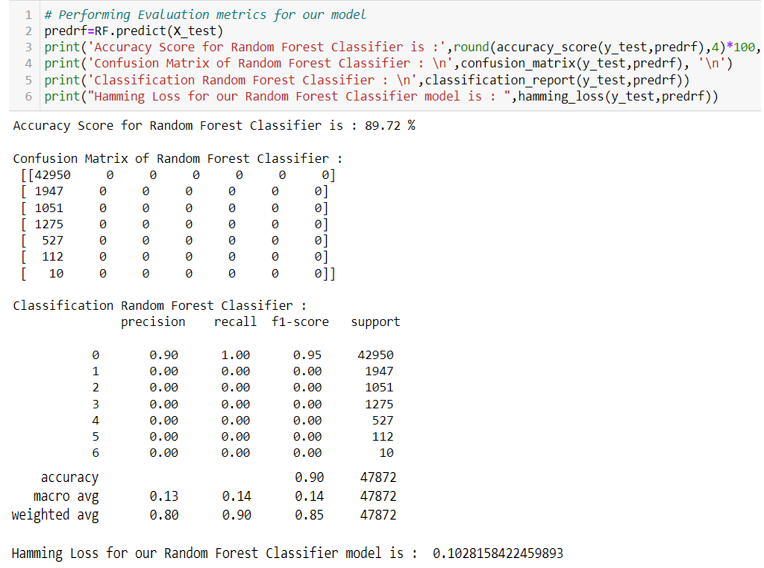 1 # Performing Evaluation metrics for our model
2 predrf=RF.predict(X_test)
3 print('Accuracy Score for Random Forest Classifier is :',round(accuracy_score(y_test,predrf),4)*100,
4 print('Confusion Matrix of Random Forest Classifier : \n',confusion_matrix(y_test,predrf), '\n')
5 print('Classification Random Forest Classifier : \n',classification_report(y_test,predrf))
6 print("Hamming Loss for our Random Forest Classifier model is : ",hamming_loss(y_test,predrf))
Accuracy Score for Random Forest Classifier is : 89.72 %
Confusion Matrix of Random Forest Classifier :
[[42950 0 0 0 0 0 0]
[ 1947 0 0 0 0 0 0]
[ 1051 0 0 0 0 0 0]
[ 1275 0 0 0 0 0 0]
[ 527 0 0 0 0 0 0]
[ 112 0 0 0 0 0 0]
[ 10 0 0 0 0 0 0]]
Classification Random Forest Classifier :
precision recall f1-score support
0 0.90 1.00 0.95 42950
1 0.00 0.00 0.00 1947
2 0.00 0.00 0.00 1051
3 0.00 0.00 0.00 1275
4 0.00 0.00 0.00 527
5 0.00 0.00 0.00 112
6 0.00 0.00 0.00 10
accuracy 0.90 47872
macro avg 0.13 0.14 0.14 47872
weighted avg 0.80 0.90 0.85 47872
Hamming Loss for our Random Forest Classifier model is : 0.1028158422459893